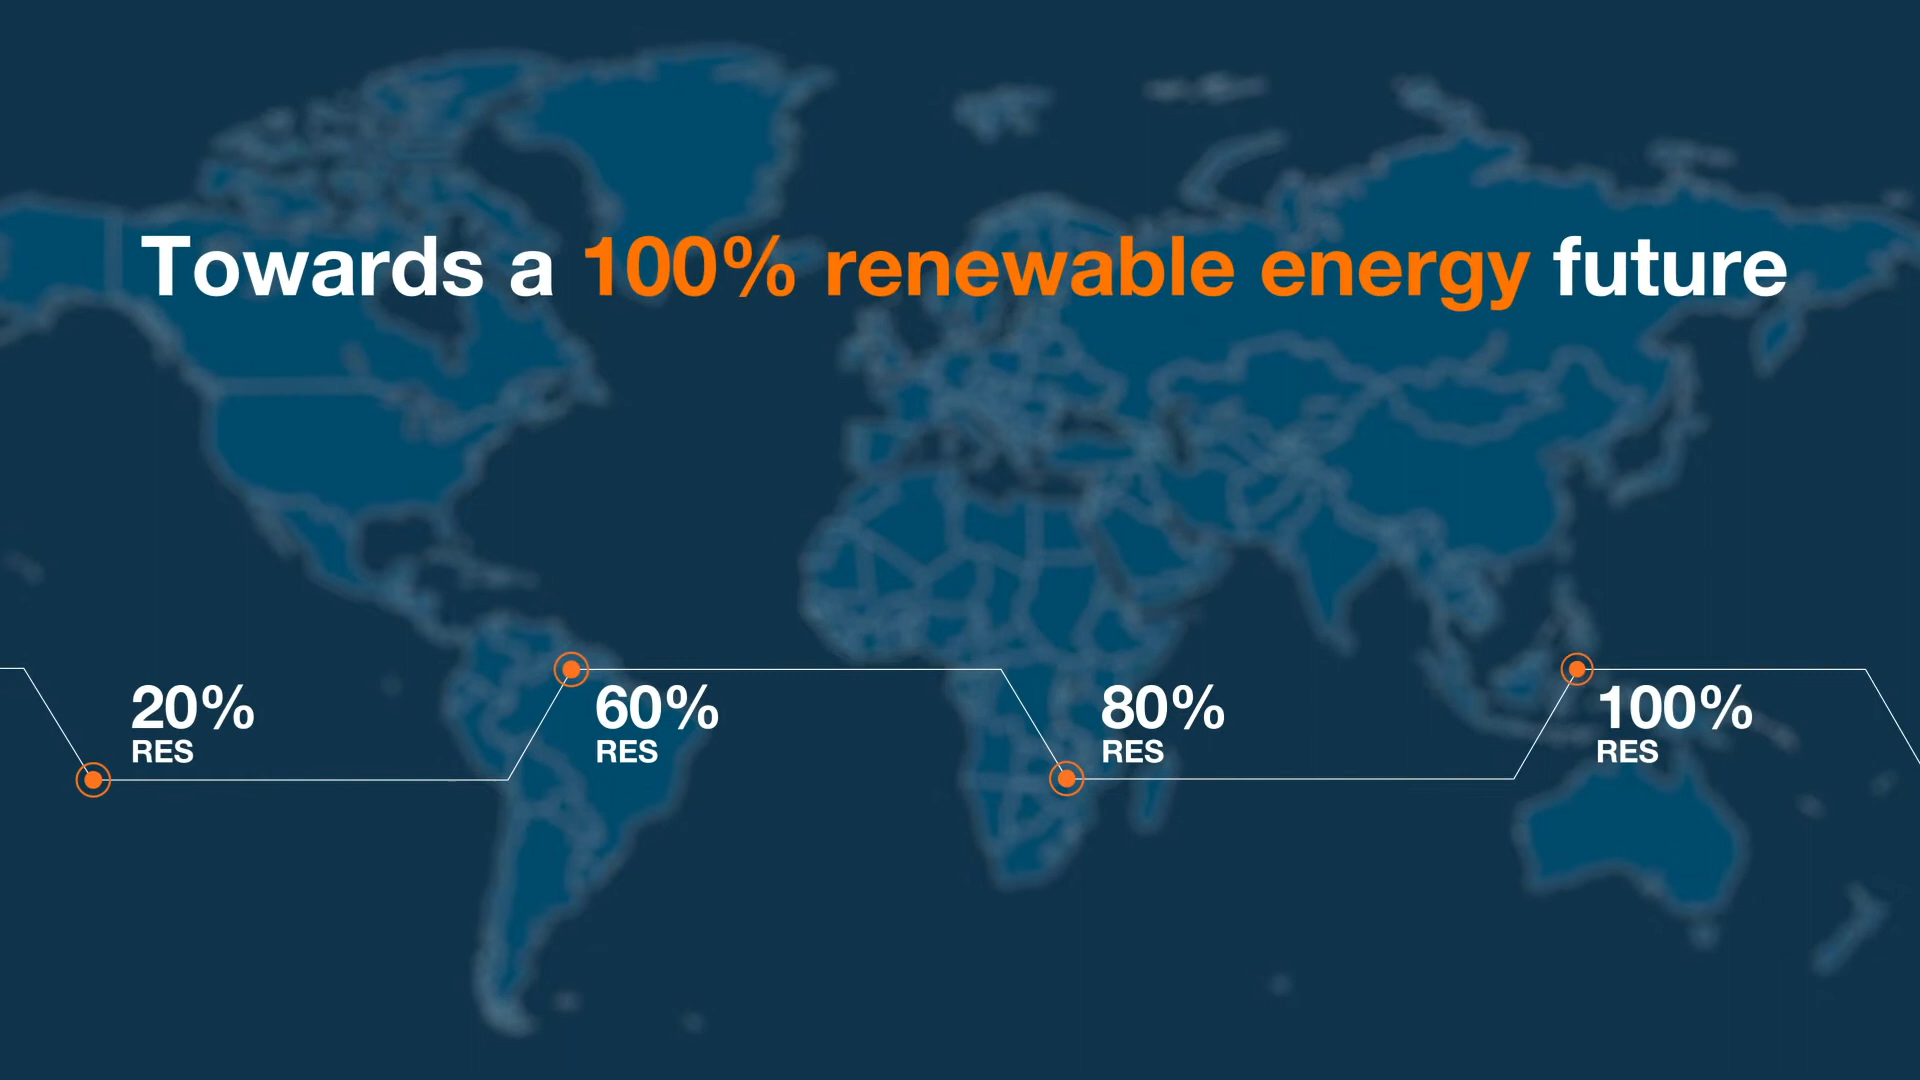 Towards a 100% renewable energy future
20%
RES
60%
RES
80%
RES
100%
RES